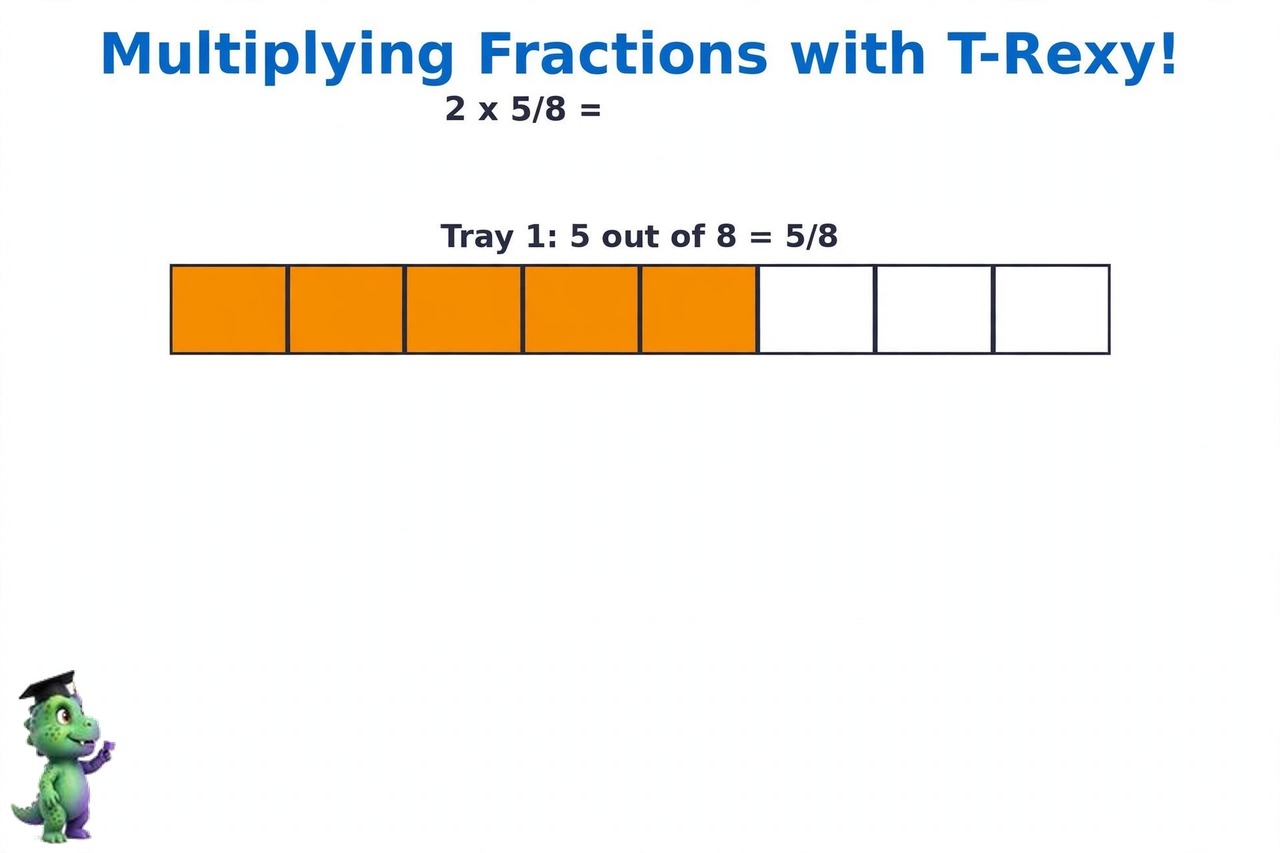 Multiplying Fractions with T-Rexy!
2 x 5/8 =
Tray 1: 5 out of 8 = 5/8